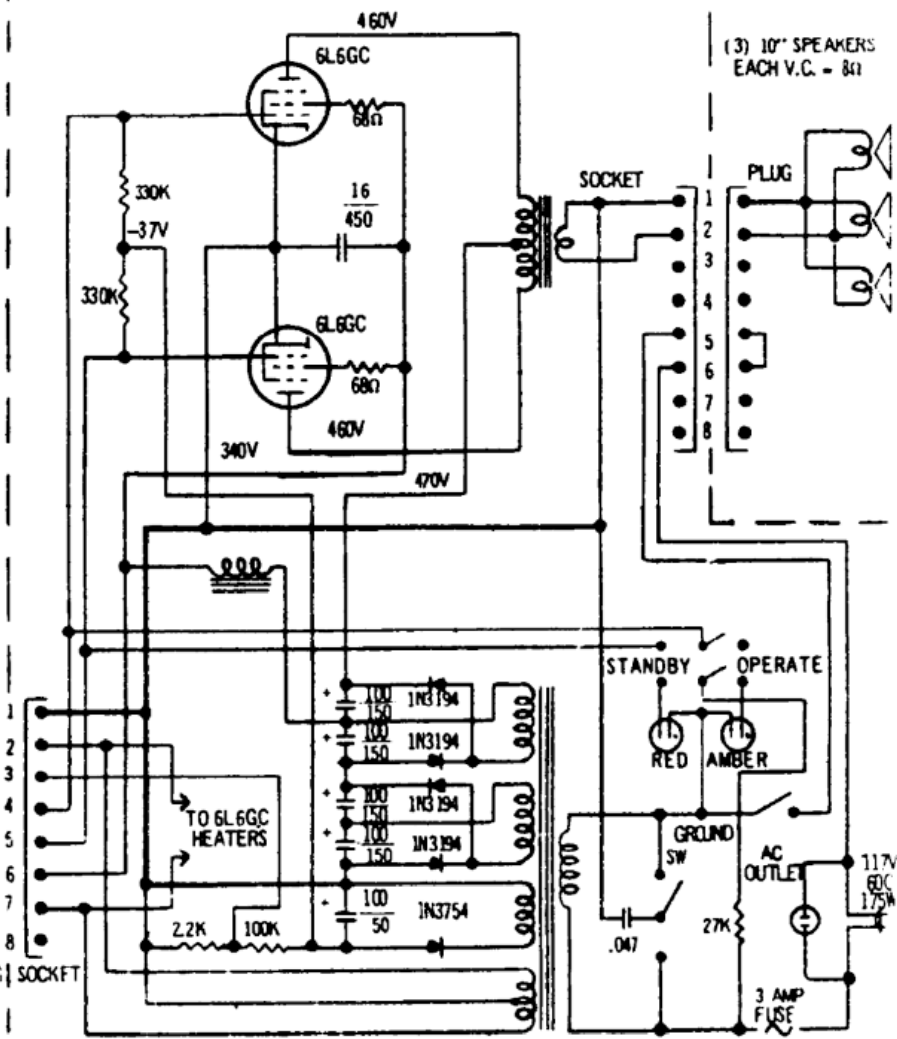 460V
(3) 10" SPEAKERS
EACH V.C. = 8Ω
6L6GC
68Ω
330K
16
450
SOCKET
PLUG
-37V
330K
6L6GC
68Ω
460V
340V
470V
1
2
3
4
5
6
7
8
STANDBY
OPERATE
RED
AMBER
+
100
150
1N3194
+
100
150
1N3194
+
100
150
1N3194
+
100
150
1N3194
+
100
50
1N3754
1
2
3
4
5
6
7
8
TO 6L6GC
HEATERS
GROUND
SW
AC
OUTLET
117V
60C
175W
2.2K
100K
.047
27K
3 AMP
FUSE
SOCKET